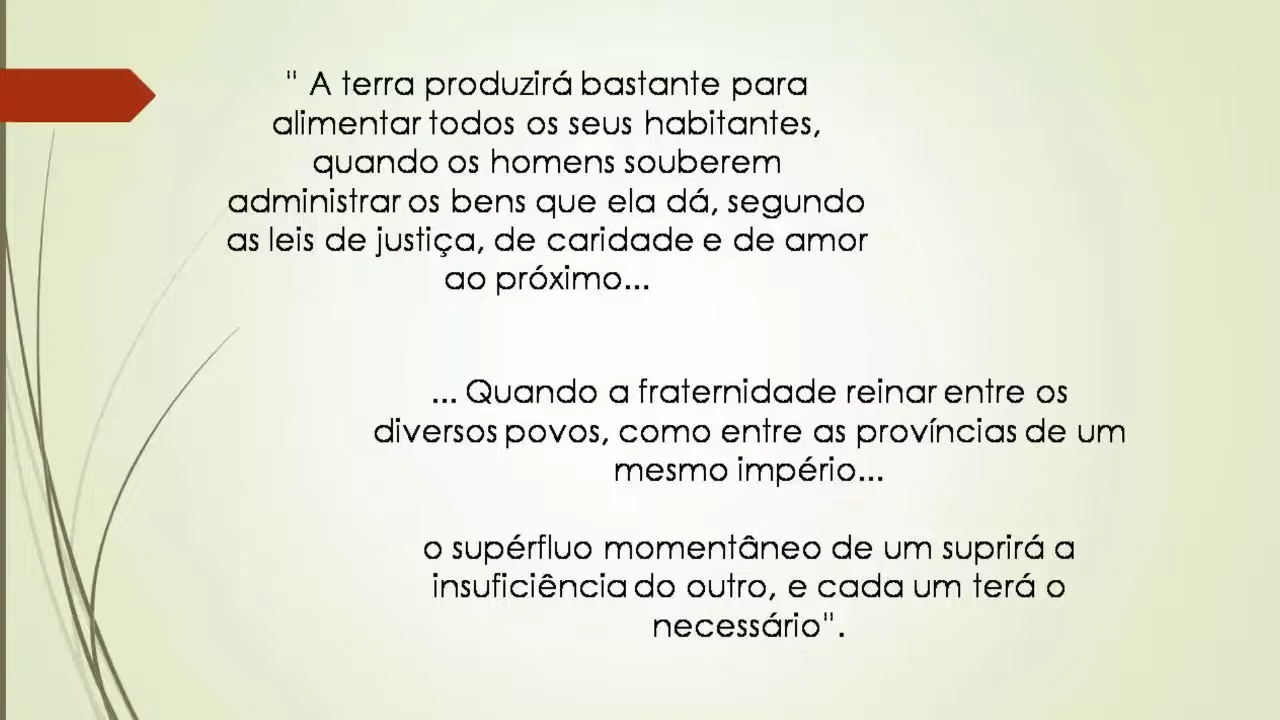 " A terra produzirá bastante para
alimentar todos os seus habitantes,
quando os homens souberem
administrar os bens que ela dá, segundo
as leis de justiça, de caridade e de amor
ao próximo...
... Quando a fraternidade reinar entre os
diversos povos, como entre as províncias de um
mesmo império...
o supérfluo momentâneo de um suprirá a
insuficiência do outro, e cada um terá o
necessário".